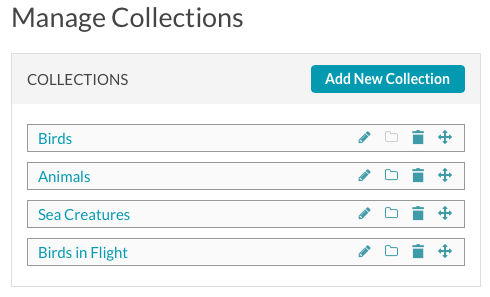 Manage Collections
COLLECTIONS
Add New Collection
Birds
Animals
Sea Creatures
Birds in Flight